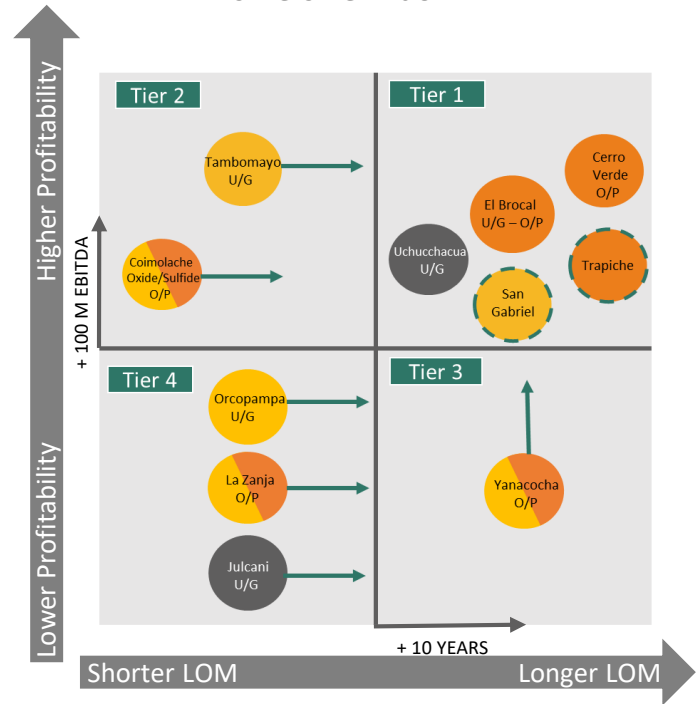 Higher Profitability
Lower Profitability
+ 100 M EBITDA
Tier 2
Tambomayo
U/G
Coimolache
Oxide/Sulfide
O/P
Tier 1
Cerro
Verde
O/P
El Brocal
U/G – O/P
Uchucchacua
U/G
Trapiche
San
Gabriel
Tier 4
Orcopampa
U/G
La Zanja
O/P
Julcani
U/G
Tier 3
Yanacocha
O/P
+ 10 YEARS
Shorter LOM
Longer LOM